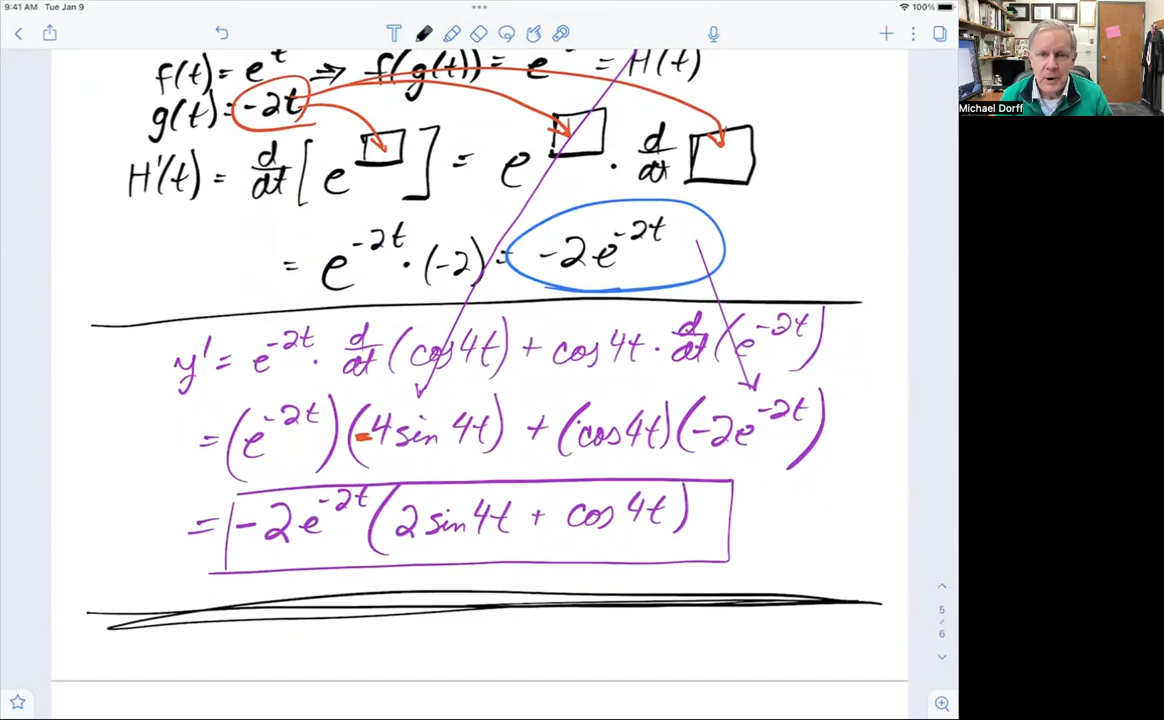 9:41 AM Tue Jan 9
100%
Michael Dorff
f(t) = e^t ⇒ f(g(t)) = e = H(t)
g(t) = -2t
H'(t) = d/dt [e^□] = e^□ · d/dt □
= e^{-2t} · (-2) = -2e^{-2t}
y' = e^{-2t} · d/dt (cos 4t) + cos 4t · d/dt (e^{-2t})
= (e^{-2t}) (-4 sin 4t) + (cos 4t) (-2e^{-2t})
= -2e^{-2t} (2 sin 4t + cos 4t)
5
/
6